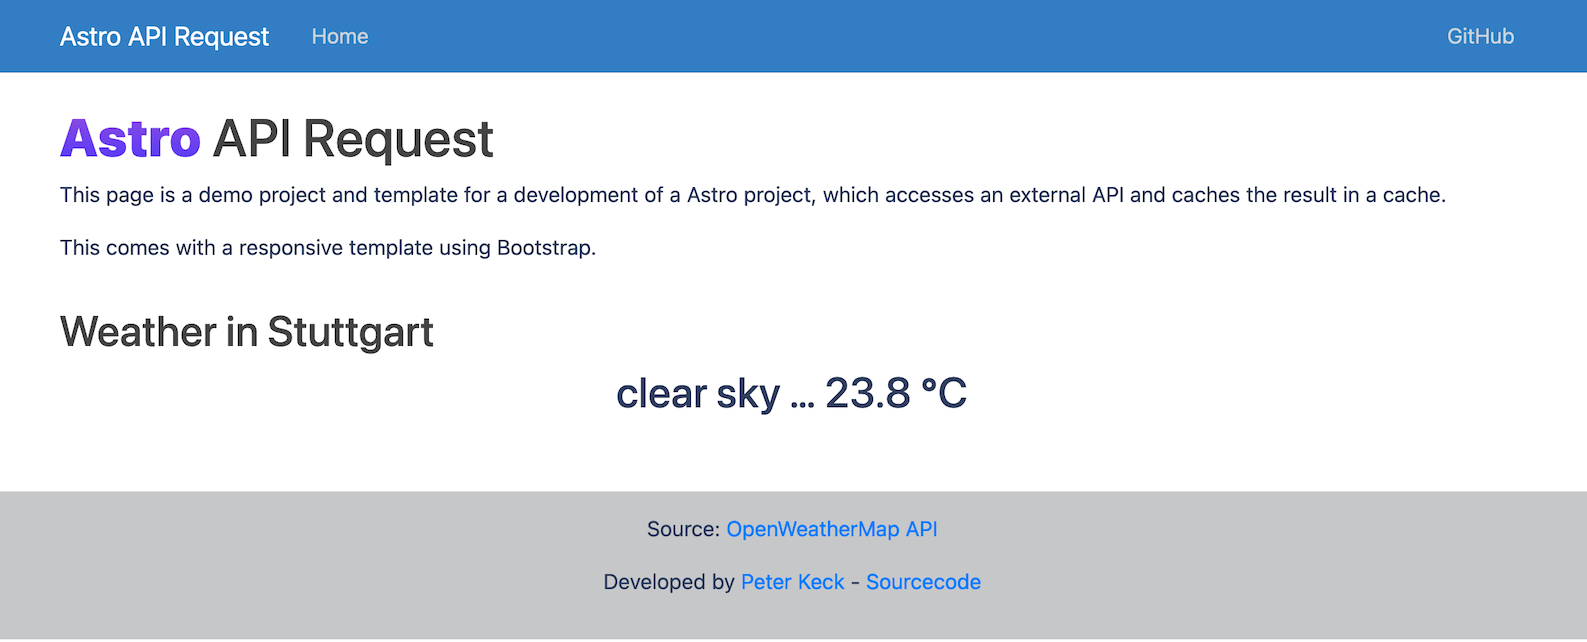 Astro API Request Home GitHub
Astro API Request
This page is a demo project and template for a development of a Astro project, which accesses an external API and caches the result in a cache.
This comes with a responsive template using Bootstrap.
Weather in Stuttgart
clear sky ... 23.8 °C
Source: OpenWeatherMap API
Developed by Peter Keck - Sourcecode